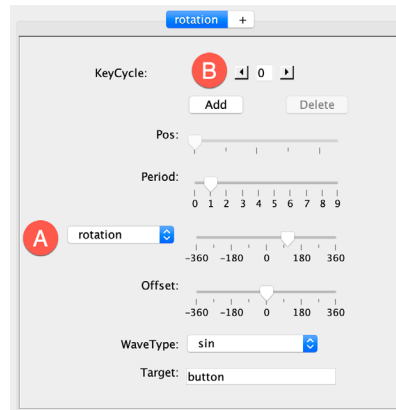 rotation +
KeyCycle: B 0
Add Delete
Pos:
Period:
0 1 2 3 4 5 6 7 8 9
A rotation
-360 -180 0 180 360
Offset:
-360 -180 0 180 360
WaveType: sin
Target: button